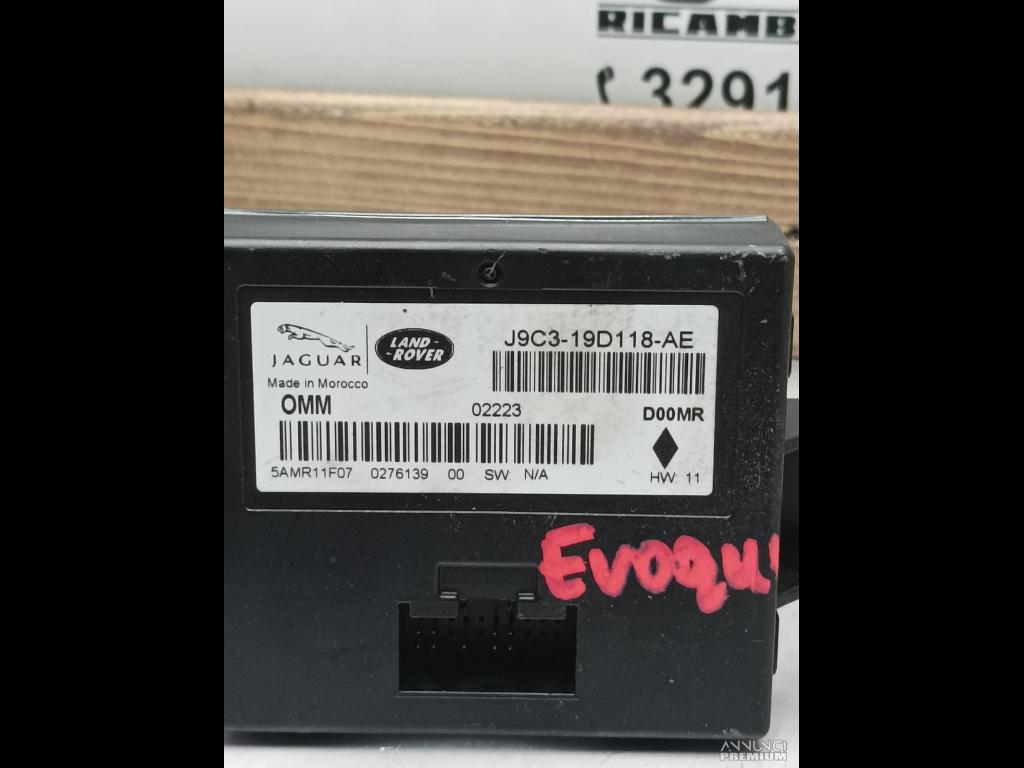 RICAMB
3291
JAGUAR
LAND-
-ROVER
J9C3-19D118-AE
Made in Morocco
OMM
02223
D00MR
5AMR11F07 0276139 00 SW: N/A
HW: 11
EVOQU
ANNUNCI
PREMIUM